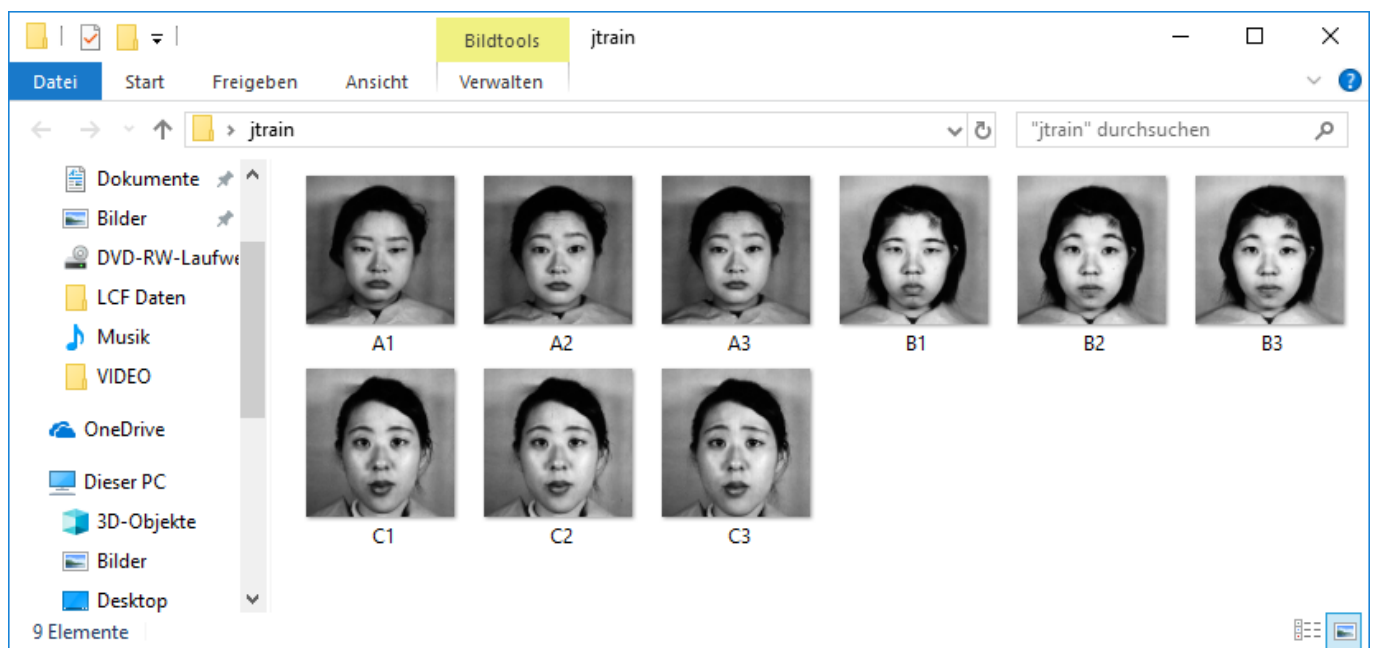 Bildtools jtrain
Datei Start Freigeben Ansicht Verwalten
jtrain "jtrain" durchsuchen
Dokumente
Bilder
DVD-RW-Laufwe
LCF Daten
Musik
VIDEO
OneDrive
Dieser PC
3D-Objekte
Bilder
Desktop
A1 A2 A3 B1 B2 B3
C1 C2 C3
9 Elemente